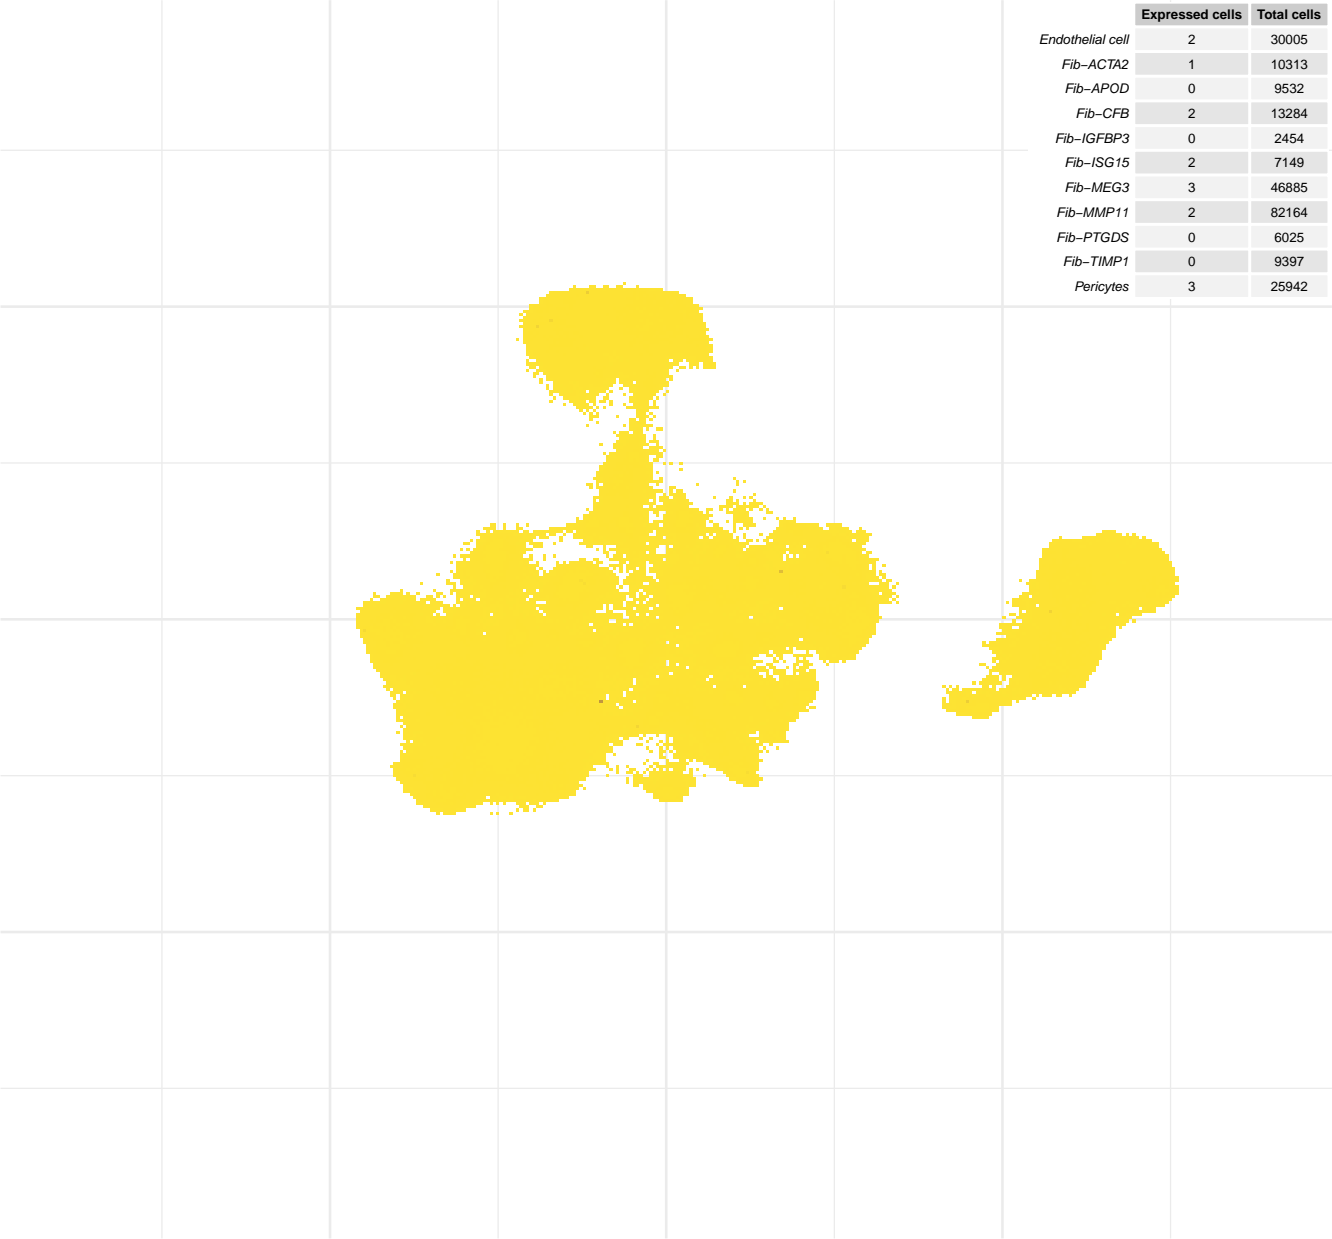 Expressed cells Total cells
Endothelial cell 2 30005
Fib−ACTA2 1 10313
Fib−APOD 0 9532
Fib−CFB 2 13284
Fib−IGFBP3 0 2454
Fib−ISG15 2 7149
Fib−MEG3 3 46885
Fib−MMP11 2 82164
Fib−PTGDS 0 6025
Fib−TIMP1 0 9397
Pericytes 3 25942